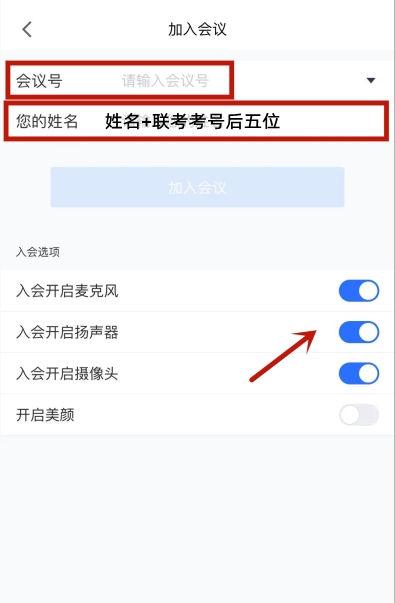 加入会议
会议号 请输入会议号
您的姓名 姓名+联考考号后五位
加入会议
入会选项
入会开启麦克风
入会开启扬声器
入会开启摄像头
开启美颜